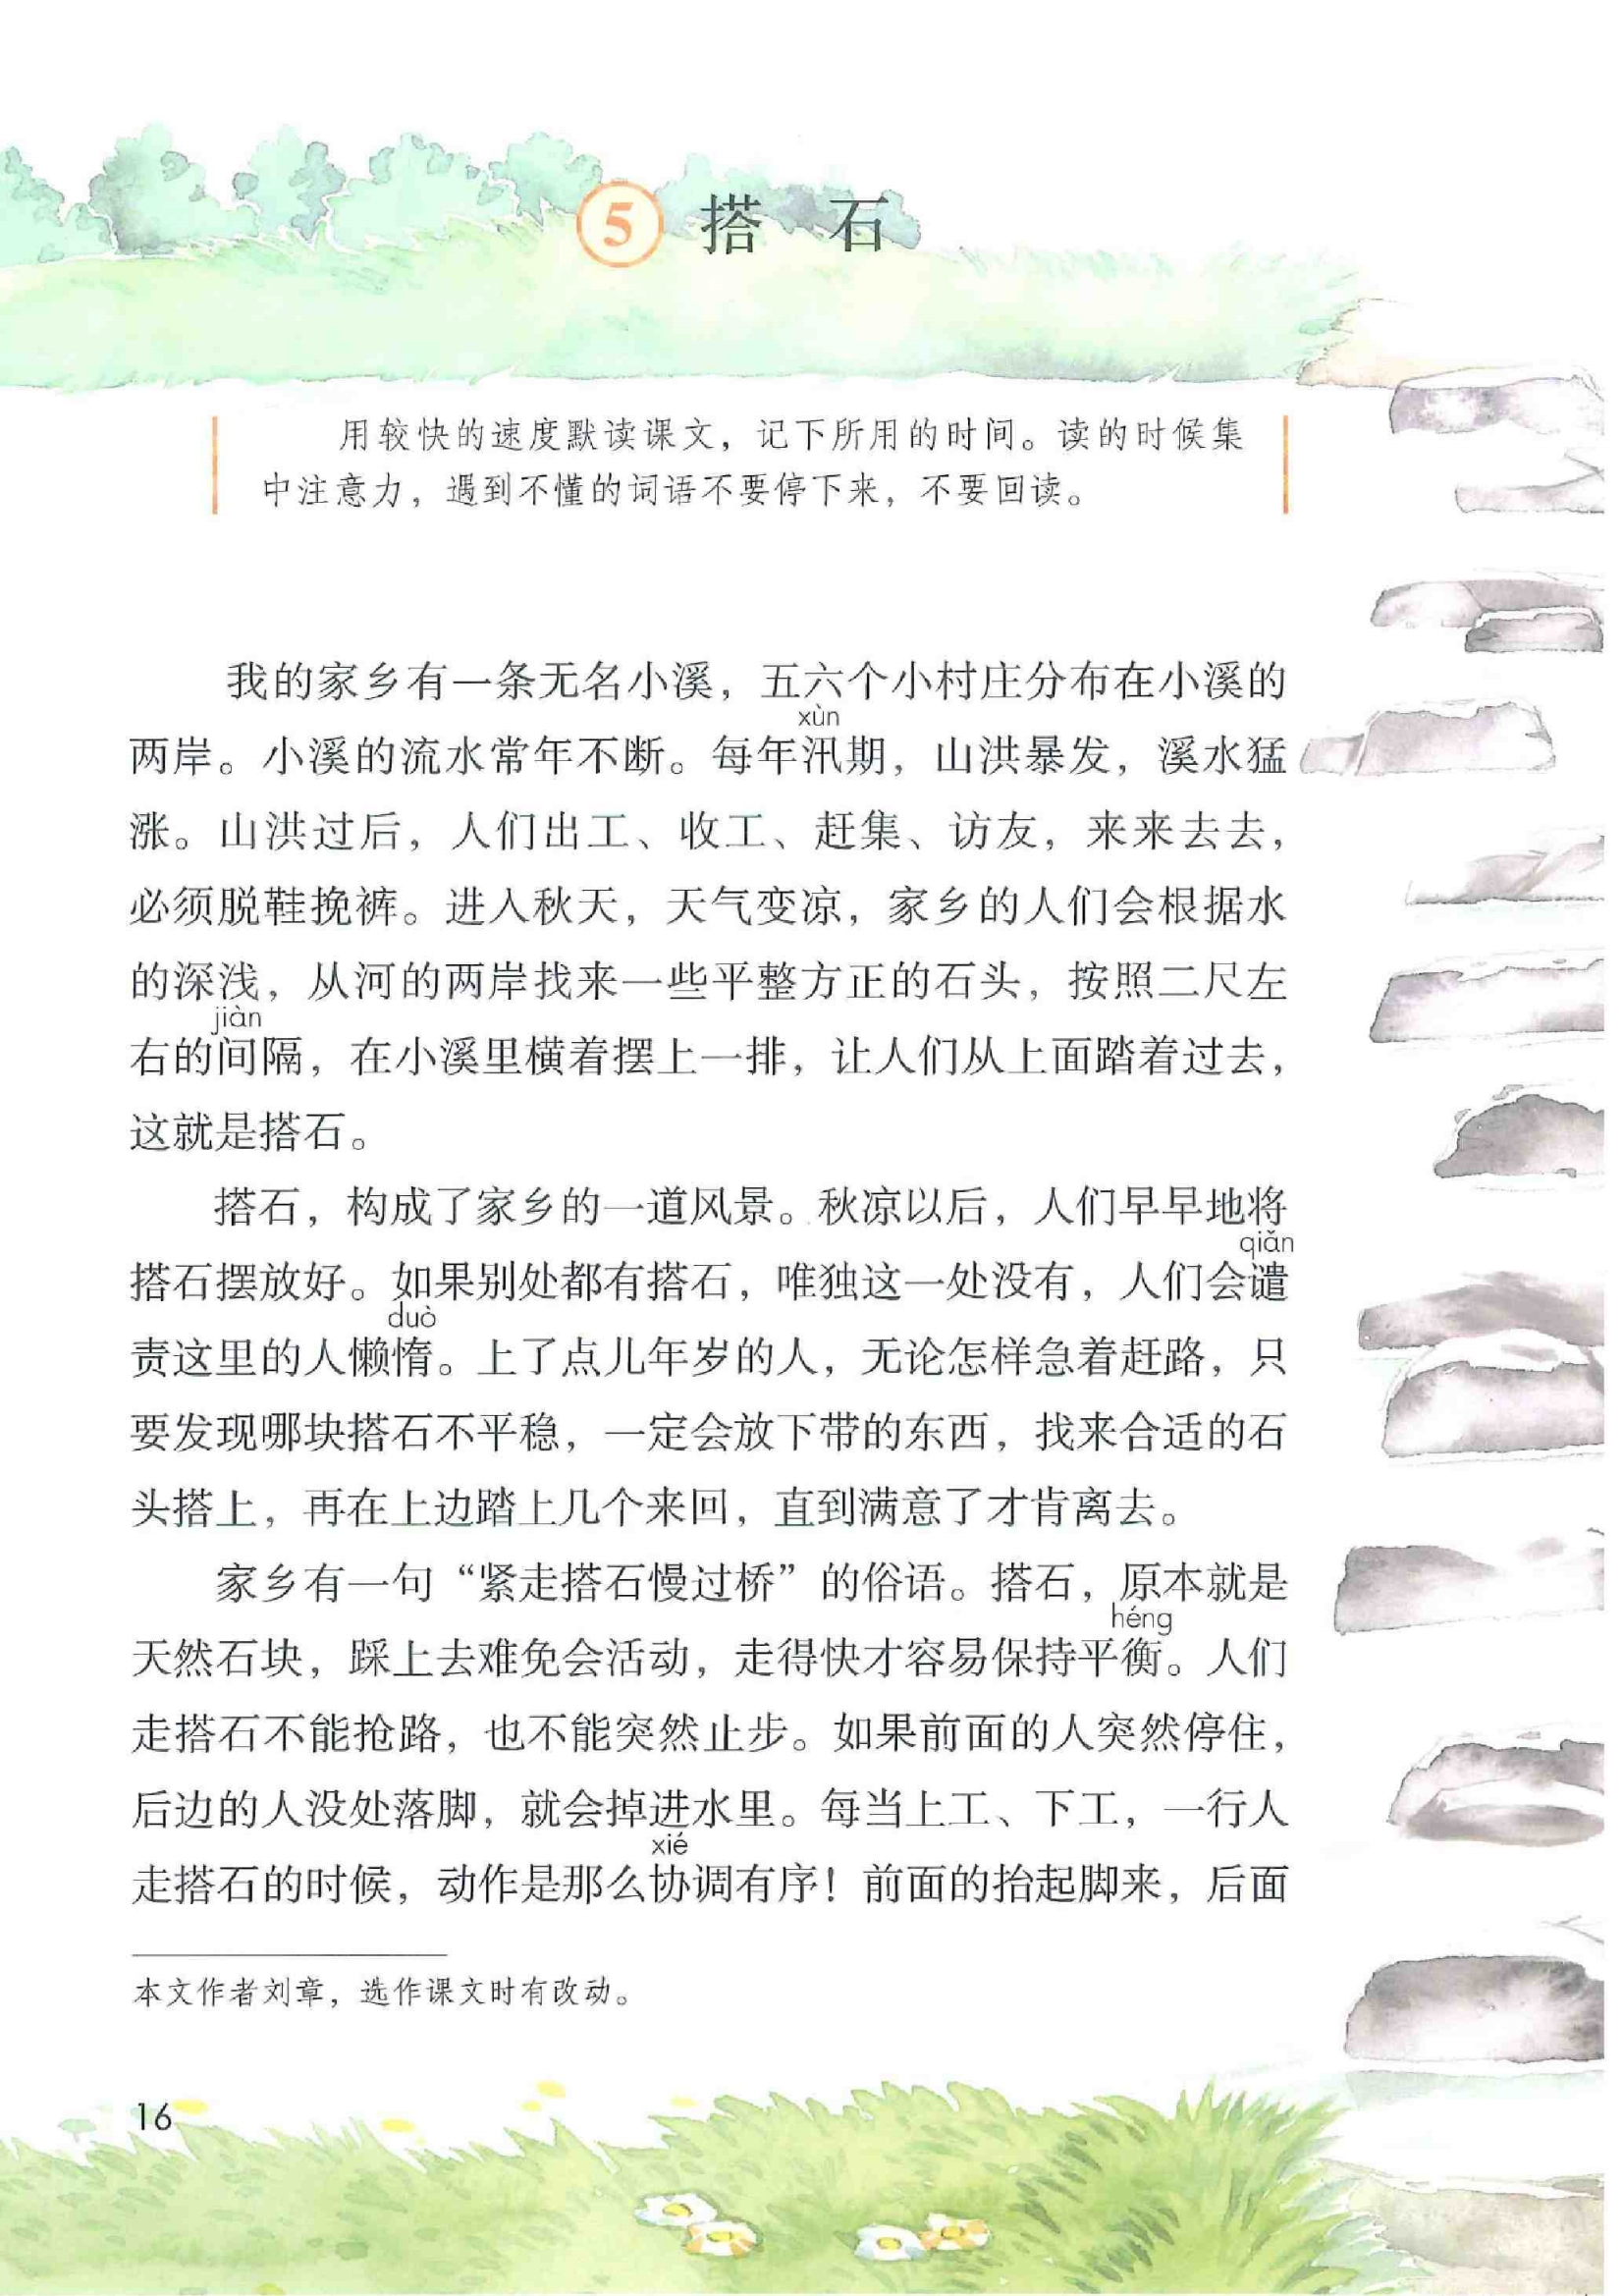 5 搭石
用较快的速度默读课文，记下所用的时间。读的时候集
中注意力，遇到不懂的词语不要停下来，不要回读。
我的家乡有一条无名小溪，五六个小村庄分布在小溪的
xùn
两岸。小溪的流水常年不断。每年汛期，山洪暴发，溪水猛
涨。山洪过后，人们出工、收工、赶集、访友，来来去去，
必须脱鞋挽裤。进入秋天，天气变凉，家乡的人们会根据水
的深浅，从河的两岸找来一些平整方正的石头，按照二尺左
jiàn
右的间隔，在小溪里横着摆上一排，让人们从上面踏着过去，
这就是搭石。
搭石，构成了家乡的一道风景。秋凉以后，人们早早地将
qiǎn
搭石摆放好。如果别处都有搭石，唯独这一处没有，人们会谴
duò
责这里的人懒惰。上了点儿年岁的人，无论怎样急着赶路，只
要发现哪块搭石不平稳，一定会放下带的东西，找来合适的石
头搭上，再在上边踏上几个来回，直到满意了才肯离去。
家乡有一句“紧走搭石慢过桥”的俗语。搭石，原本就是
héng
天然石块，踩上去难免会活动，走得快才容易保持平衡。人们
走搭石不能抢路，也不能突然止步。如果前面的人突然停住，
后边的人没处落脚，就会掉进水里。每当上工、下工，一行人
xié
走搭石的时候，动作是那么协调有序！前面的抬起脚来，后面
本文作者刘章，选作课文时有改动。
16